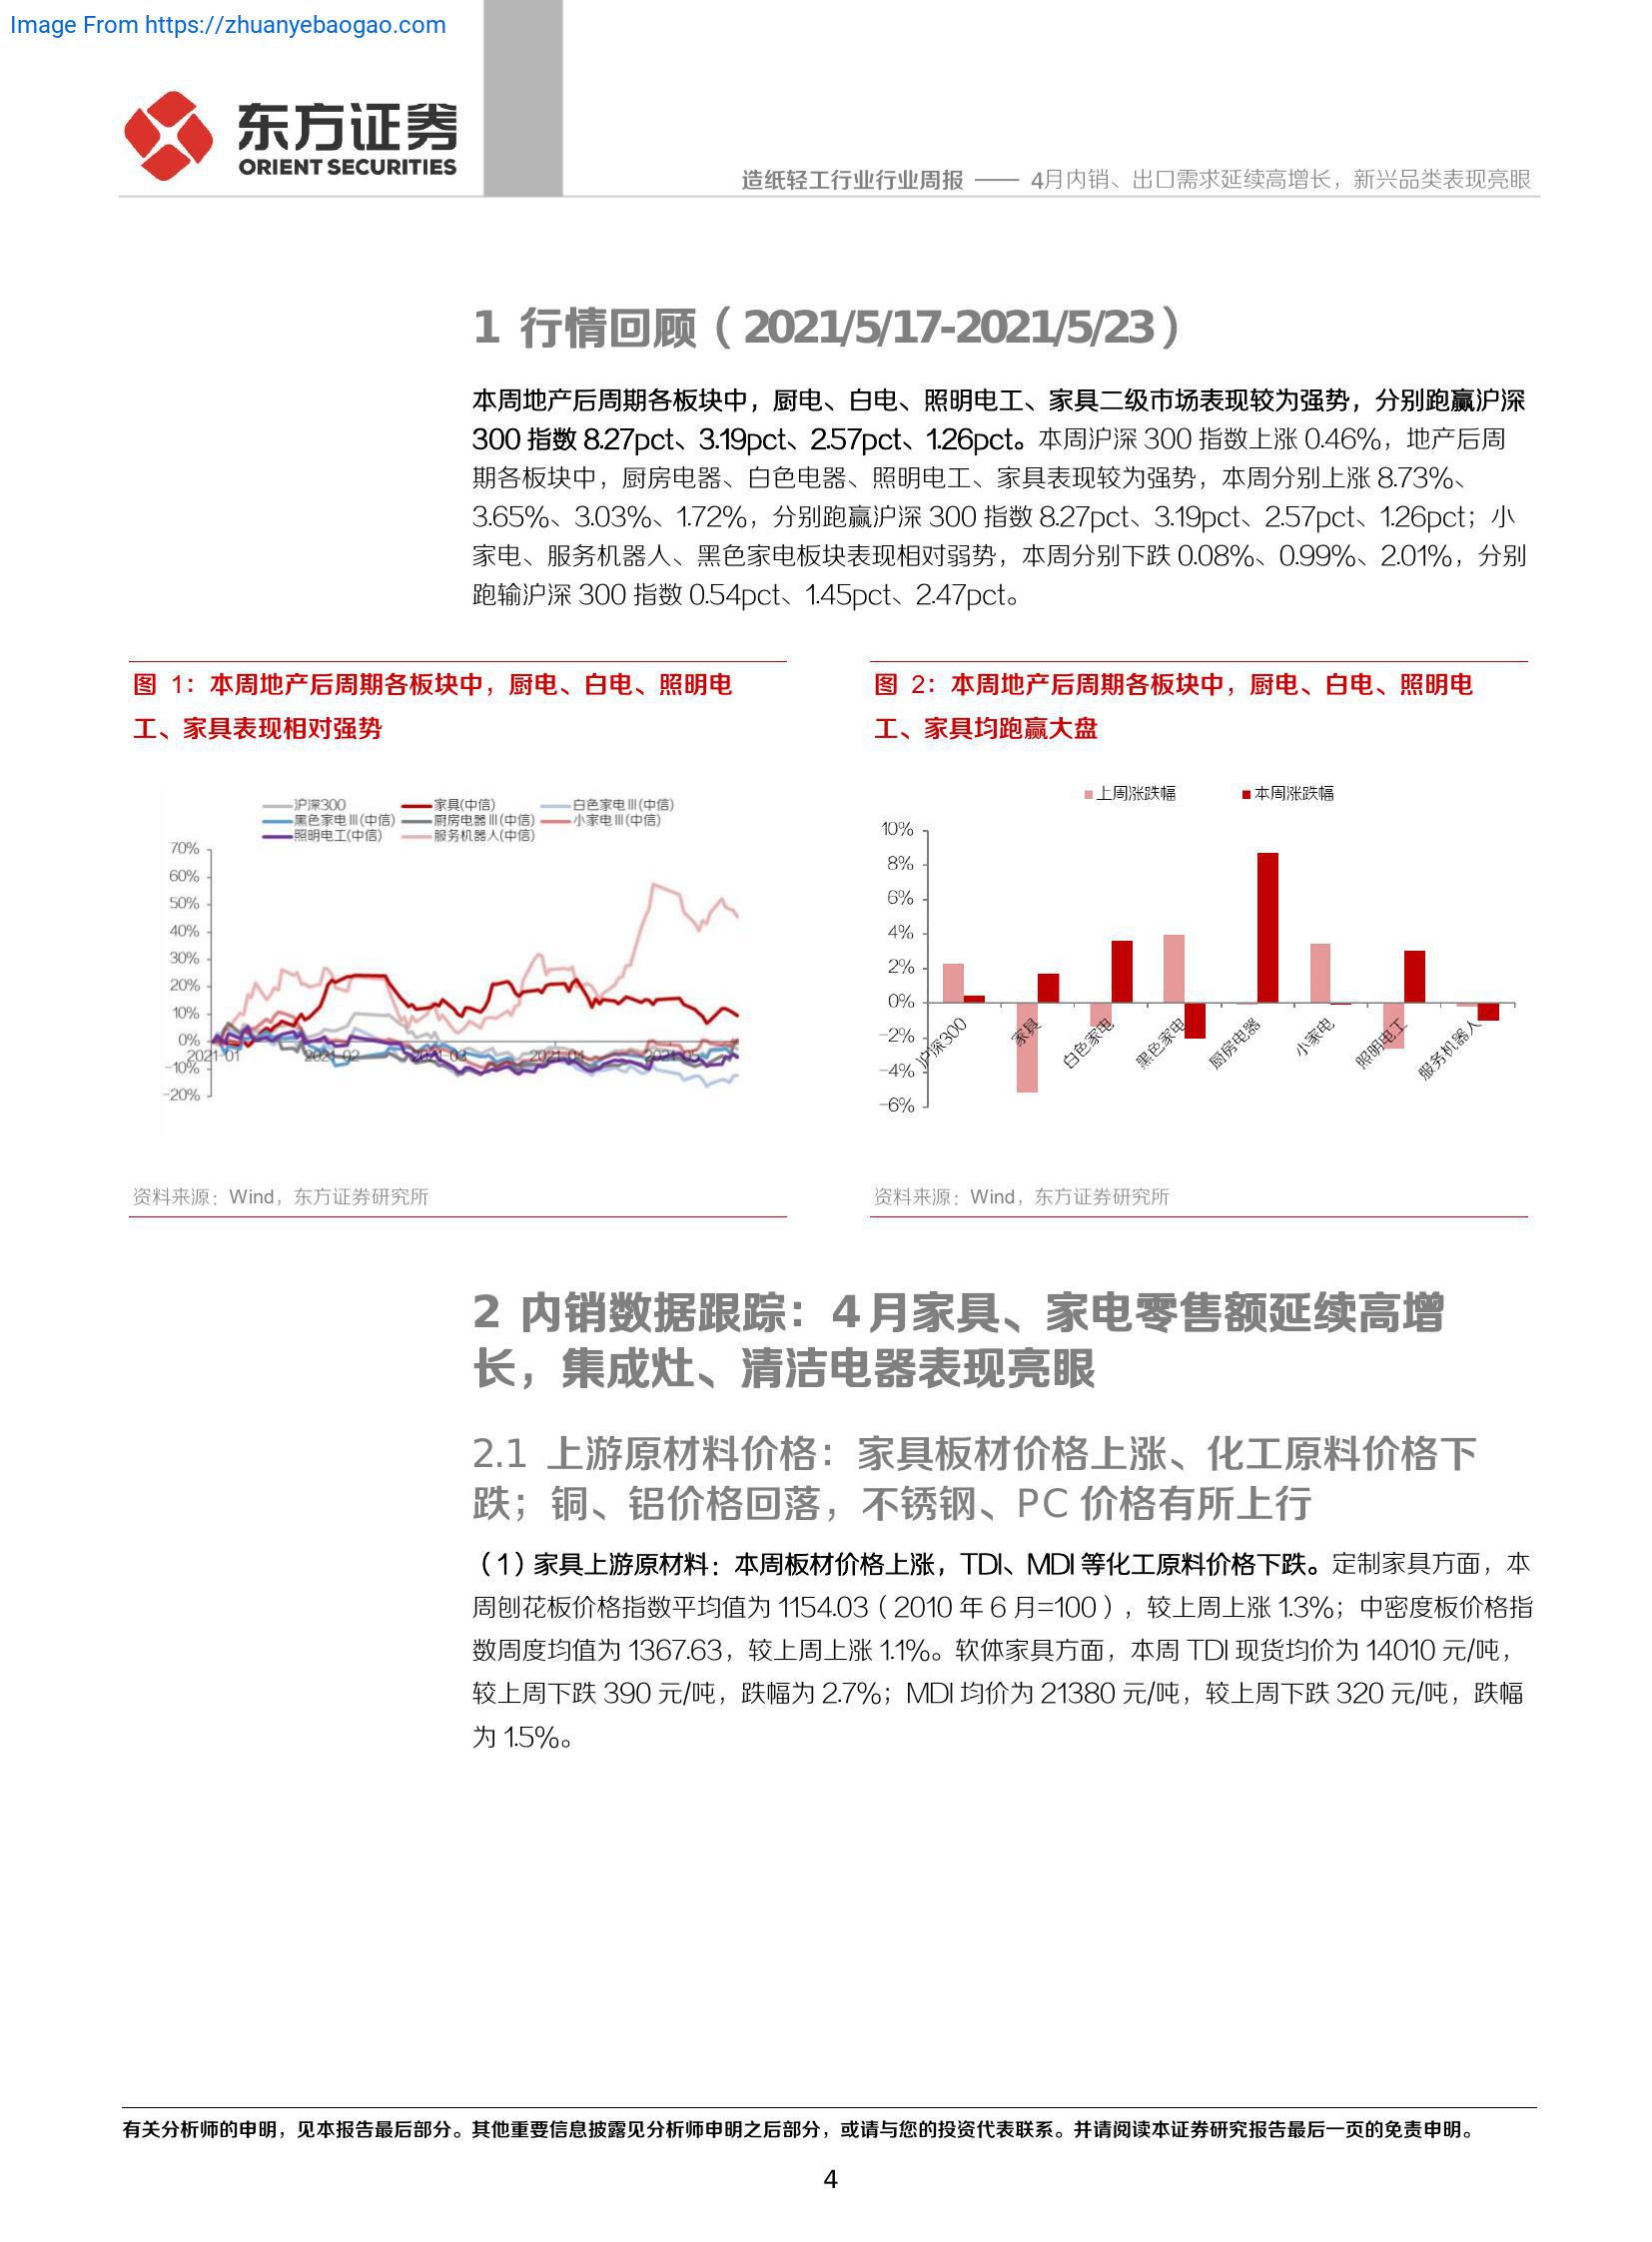 Image From https://zhuanyebaogao.com
东方证券
ORIENT SECURITIES
造纸轻工行业行业周报 —— 4月内销、出口需求延续高增长，新兴品类表现亮眼
1 行情回顾（2021/5/17-2021/5/23）
本周地产后周期各板块中，厨电、白电、照明电工、家具二级市场表现较为强势，分别跑赢沪深
300 指数 8.27pct、3.19pct、2.57pct、1.26pct。本周沪深 300 指数上涨 0.46%，地产后周
期各板块中，厨房电器、白色电器、照明电工、家具表现较为强势，本周分别上涨 8.73%、
3.65%、3.03%、1.72%，分别跑赢沪深 300 指数 8.27pct、3.19pct、2.57pct、1.26pct；小
家电、服务机器人、黑色家电板块表现相对弱势，本周分别下跌 0.08%、0.99%、2.01%，分别
跑输沪深 300 指数 0.54pct、1.45pct、2.47pct。
图 1：本周地产后周期各板块中，厨电、白电、照明电
工、家具表现相对强势
沪深300 家具(中信) 白色家电Ⅲ(中信)
黑色家电Ⅲ(中信) 厨房电器Ⅲ(中信) 小家电Ⅲ(中信)
照明电工(中信) 服务机器人(中信)
70%
60%
50%
40%
30%
20%
10%
0%
-10%
-20%
2021-01 2021-02 2021-03 2021-04 2021-05
资料来源：Wind，东方证券研究所
图 2：本周地产后周期各板块中，厨电、白电、照明电
工、家具均跑赢大盘
上周涨跌幅 本周涨跌幅
10%
8%
6%
4%
2%
0%
-2%
-4%
-6%
沪深300 家具 白色家电 黑色家电 厨房电器 小家电 照明电工 服务机器人
资料来源：Wind，东方证券研究所
2 内销数据跟踪：4 月家具、家电零售额延续高增
长，集成灶、清洁电器表现亮眼
2.1 上游原材料价格：家具板材价格上涨、化工原料价格下
跌；铜、铝价格回落，不锈钢、PC 价格有所上行
（1）家具上游原材料：本周板材价格上涨，TDI、MDI 等化工原料价格下跌。定制家具方面，本
周刨花板价格指数平均值为 1154.03（2010 年 6 月=100），较上周上涨 1.3%；中密度板价格指
数周度均值为 1367.63，较上周上涨 1.1%。软体家具方面，本周 TDI 现货均价为 14010 元/吨，
较上周下跌 390 元/吨，跌幅为 2.7%；MDI 均价为 21380 元/吨，较上周下跌 320 元/吨，跌幅
为 1.5%。
有关分析师的申明，见本报告最后部分。其他重要信息披露见分析师申明之后部分，或请与您的投资代表联系。并请阅读本证券研究报告最后一页的免责申明。
4